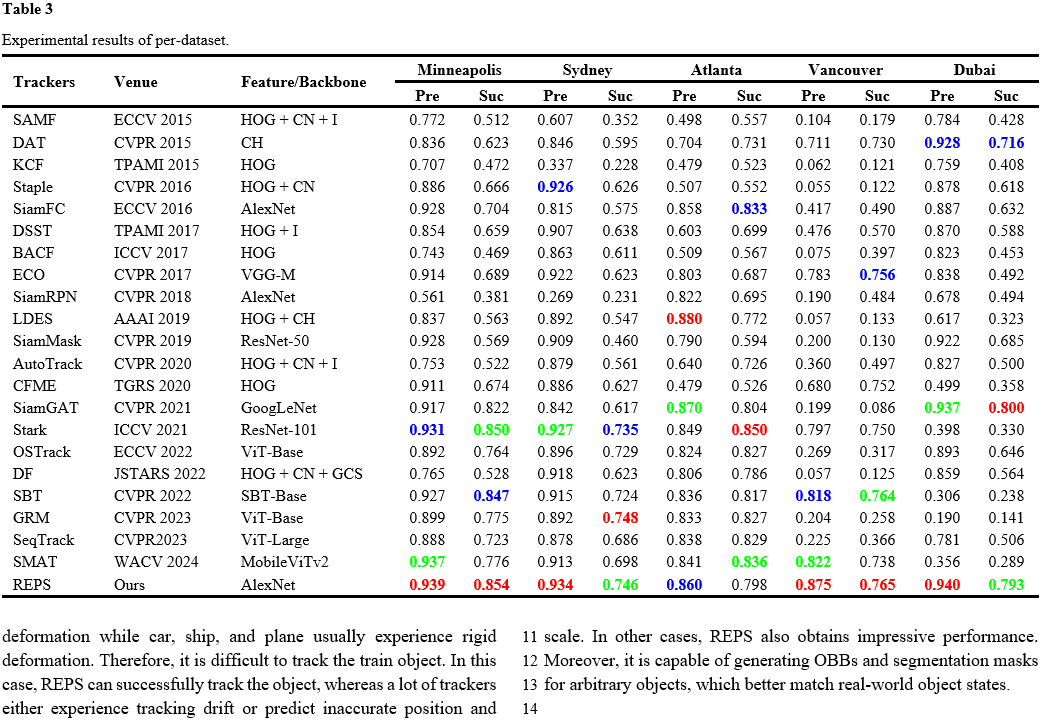 Table 3
Experimental results of per-dataset.
Trackers Venue Feature/Backbone Minneapolis Sydney Atlanta Vancouver Dubai
Pre Suc Pre Suc Pre Suc Pre Suc Pre Suc
SAMF ECCV 2015 HOG + CN + I 0.772 0.512 0.607 0.352 0.498 0.557 0.104 0.179 0.784 0.428
DAT CVPR 2015 CH 0.836 0.623 0.846 0.595 0.704 0.731 0.711 0.730 0.928 0.716
KCF TPAMI 2015 HOG 0.707 0.472 0.337 0.228 0.479 0.523 0.062 0.121 0.759 0.408
Staple CVPR 2016 HOG + CN 0.886 0.666 0.926 0.626 0.507 0.552 0.055 0.122 0.878 0.618
SiamFC ECCV 2016 AlexNet 0.928 0.704 0.815 0.575 0.858 0.833 0.417 0.490 0.887 0.632
DSST TPAMI 2017 HOG + I 0.854 0.659 0.907 0.638 0.603 0.699 0.476 0.570 0.870 0.588
BACF ICCV 2017 HOG 0.743 0.469 0.863 0.611 0.509 0.567 0.075 0.397 0.823 0.453
ECO CVPR 2017 VGG-M 0.914 0.689 0.922 0.623 0.803 0.687 0.783 0.756 0.838 0.492
SiamRPN CVPR 2018 AlexNet 0.561 0.381 0.269 0.231 0.822 0.695 0.190 0.484 0.678 0.494
LDES AAAI 2019 HOG + CH 0.837 0.563 0.892 0.547 0.880 0.772 0.057 0.133 0.617 0.323
SiamMask CVPR 2019 ResNet-50 0.928 0.569 0.909 0.460 0.790 0.594 0.200 0.130 0.922 0.685
AutoTrack CVPR 2020 HOG + CN + I 0.753 0.522 0.879 0.561 0.640 0.726 0.360 0.497 0.827 0.500
CFME TGRS 2020 HOG 0.911 0.674 0.886 0.627 0.479 0.526 0.680 0.752 0.499 0.358
SiamGAT CVPR 2021 GoogLeNet 0.917 0.822 0.842 0.617 0.870 0.804 0.199 0.086 0.937 0.800
Stark ICCV 2021 ResNet-101 0.931 0.850 0.927 0.735 0.849 0.850 0.797 0.750 0.398 0.330
OSTrack ECCV 2022 ViT-Base 0.892 0.764 0.896 0.729 0.824 0.827 0.269 0.317 0.893 0.646
DF JSTARS 2022 HOG + CN + GCS 0.765 0.528 0.918 0.623 0.806 0.786 0.057 0.125 0.859 0.564
SBT CVPR 2022 SBT-Base 0.927 0.847 0.915 0.724 0.836 0.817 0.818 0.764 0.306 0.238
GRM CVPR 2023 ViT-Base 0.899 0.775 0.892 0.748 0.833 0.827 0.204 0.258 0.190 0.141
SeqTrack CVPR2023 ViT-Large 0.888 0.723 0.878 0.686 0.838 0.829 0.225 0.366 0.781 0.506
SMAT WACV 2024 MobileViTv2 0.937 0.776 0.913 0.698 0.841 0.836 0.822 0.738 0.356 0.289
REPS Ours AlexNet 0.939 0.854 0.934 0.746 0.860 0.798 0.875 0.765 0.940 0.793
deformation while car, ship, and plane usually experience rigid
deformation. Therefore, it is difficult to track the train object. In this
case, REPS can successfully track the object, whereas a lot of trackers
either experience tracking drift or predict inaccurate position and
11 scale. In other cases, REPS also obtains impressive performance.
12 Moreover, it is capable of generating OBBs and segmentation masks
13 for arbitrary objects, which better match real-world object states.
14